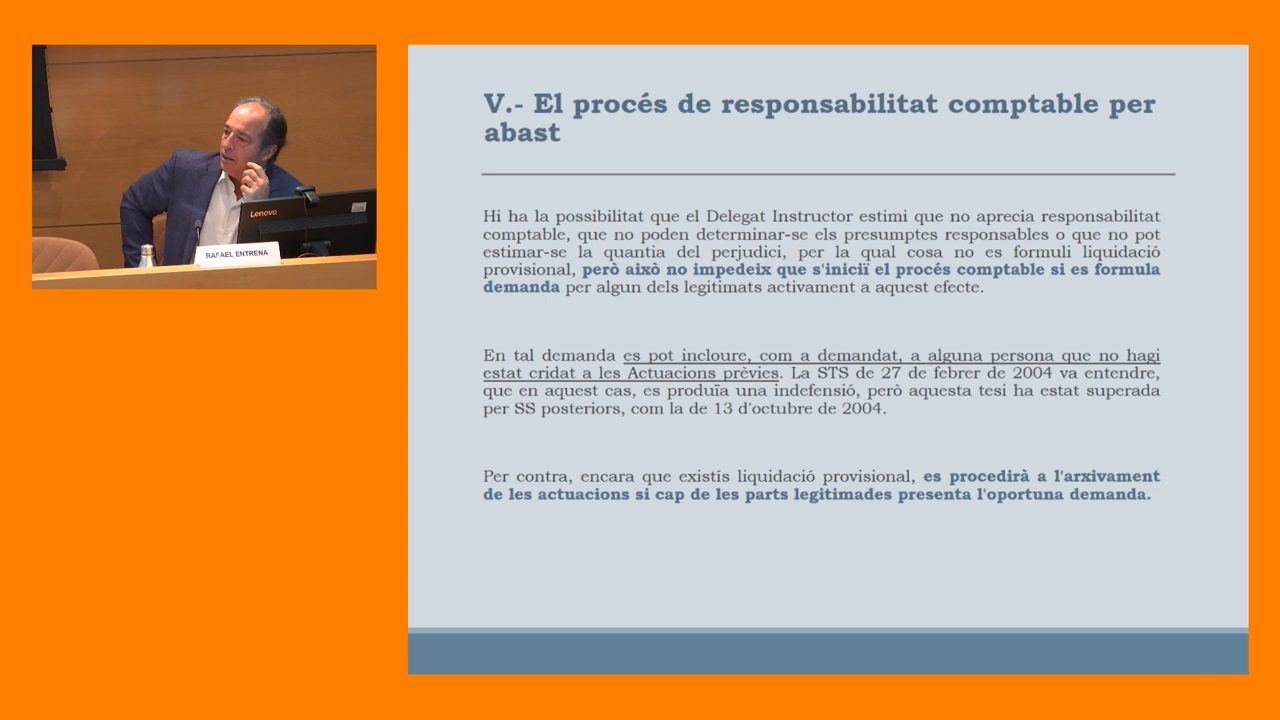 Lenovo
RAFAEL ENTRENA
V.- El procés de responsabilitat comptable per
abast
Hi ha la possibilitat que el Delegat Instructor estimi que no aprecia responsabilitat
comptable, que no poden determinar-se els presumptes responsables o que no pot
estimar-se la quantia del perjudici, per la qual cosa no es formuli liquidació
provisional, però això no impedeix que s'iniciï el procés comptable si es formula
demanda per algun dels legitimats activament a aquest efecte.
En tal demanda es pot incloure, com a demandat, a alguna persona que no hagi
estat cridat a les Actuacions prèvies. La STS de 27 de febrer de 2004 va entendre,
que en aquest cas, es produïa una indefensió, però aquesta tesi ha estat superada
per SS posteriors, com la de 13 d'octubre de 2004.
Per contra, encara que existís liquidació provisional, es procedirà a l'arxivament
de les actuacions si cap de les parts legitimades presenta l'oportuna demanda.